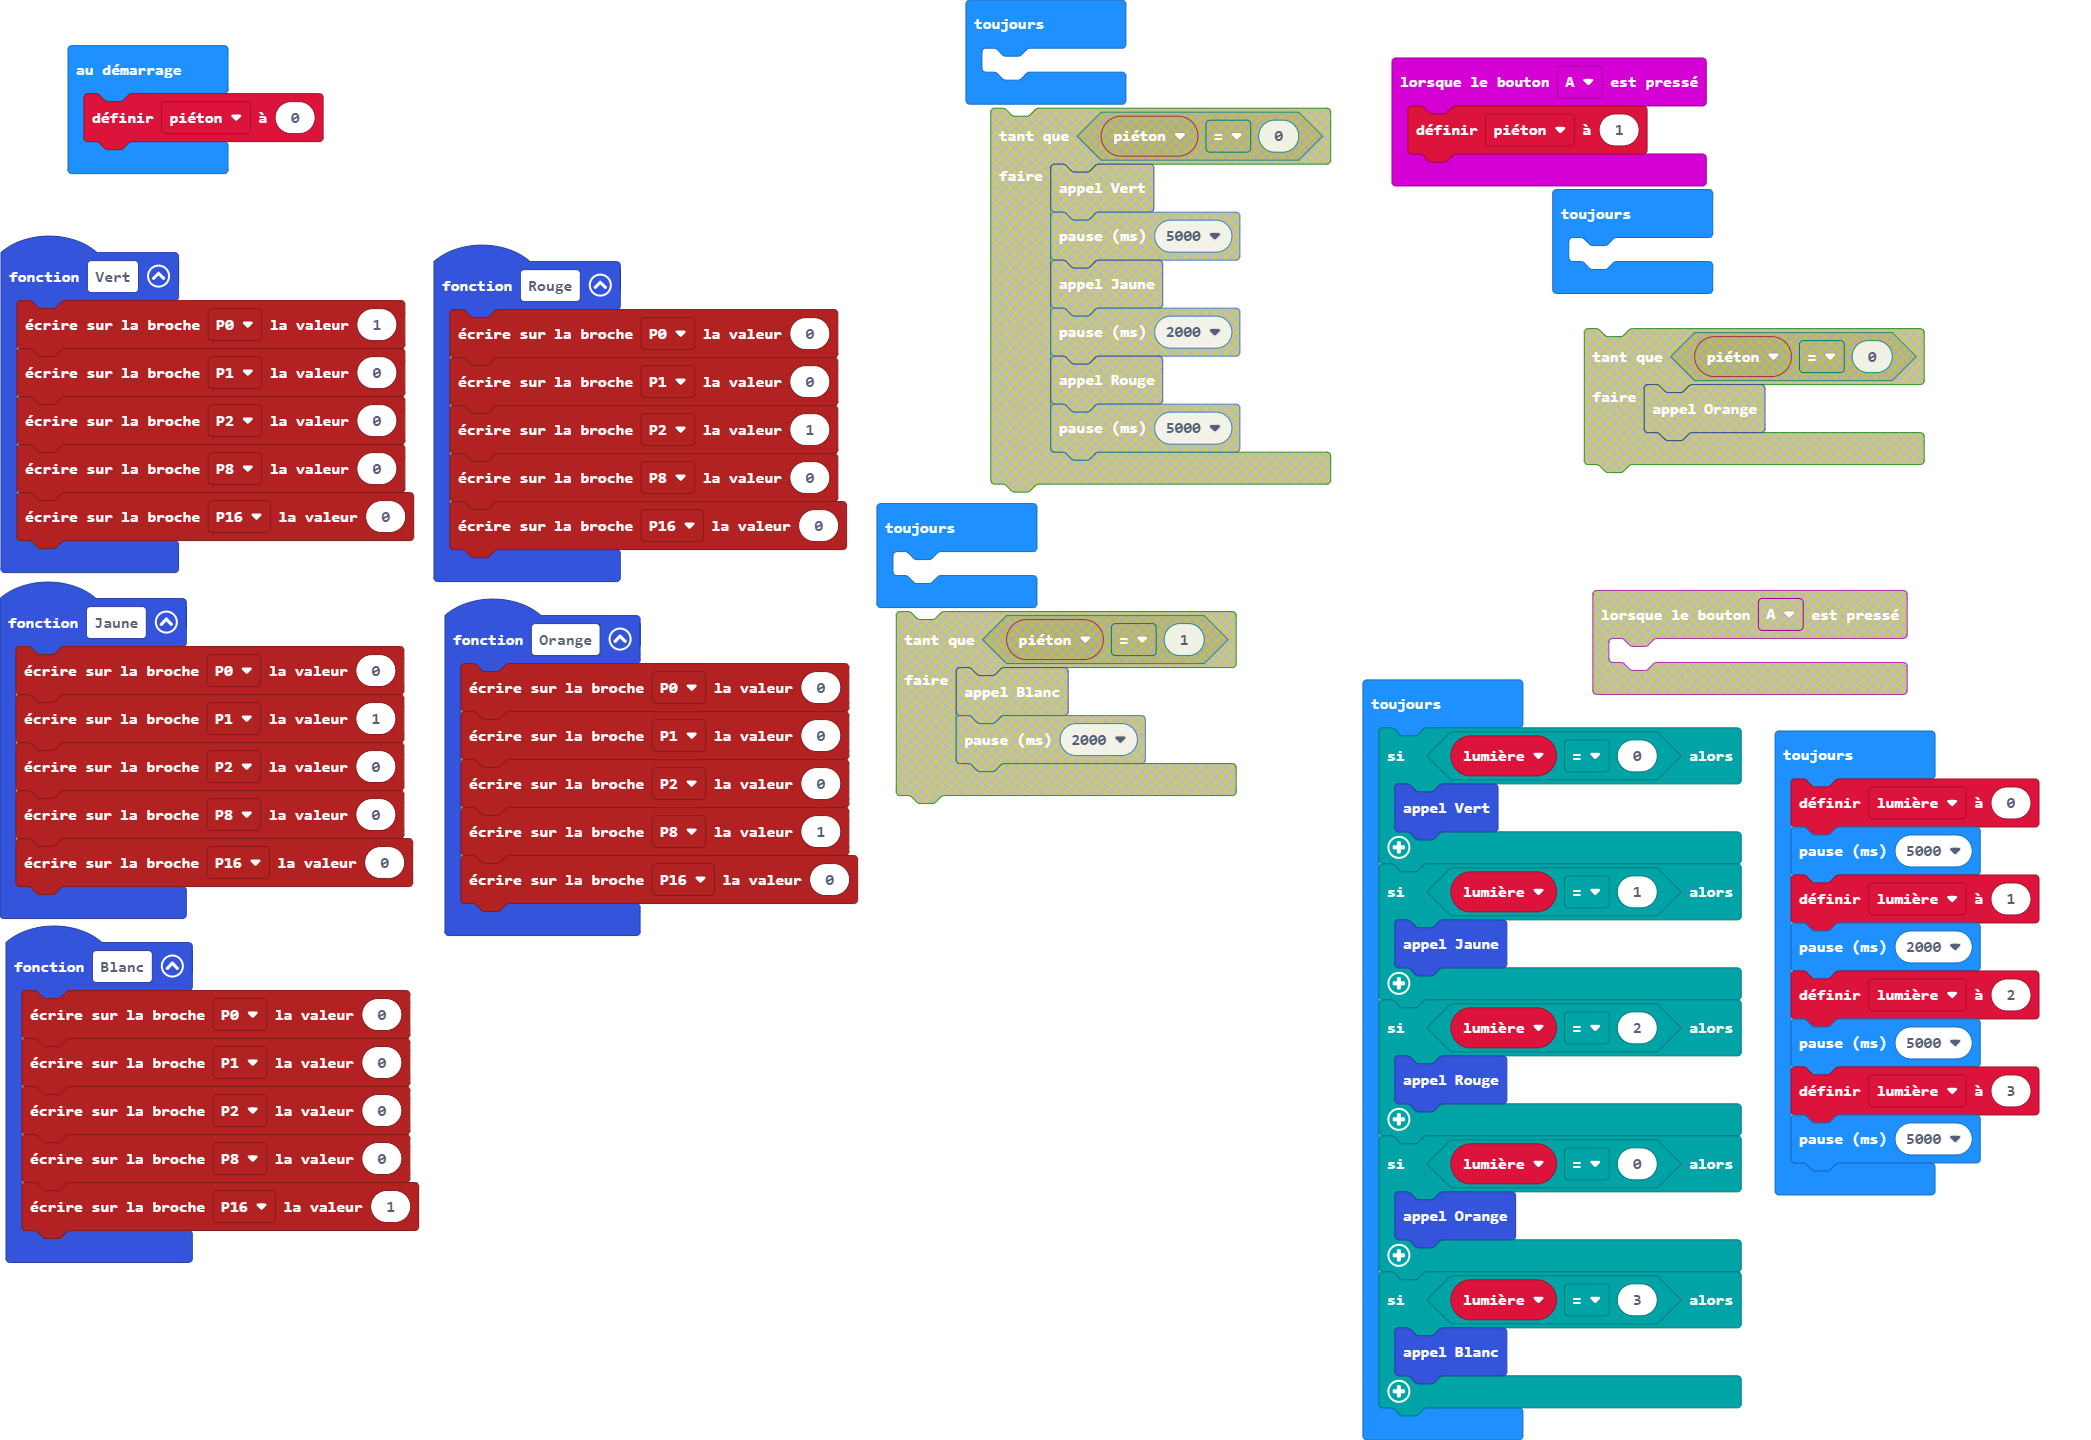 au démarrage
définir piéton à 0
fonction Vert
écrire sur la broche P0 la valeur 1
écrire sur la broche P1 la valeur 0
écrire sur la broche P2 la valeur 0
écrire sur la broche P8 la valeur 0
écrire sur la broche P16 la valeur 0
fonction Jaune
écrire sur la broche P0 la valeur 0
écrire sur la broche P1 la valeur 1
écrire sur la broche P2 la valeur 0
écrire sur la broche P8 la valeur 0
écrire sur la broche P16 la valeur 0
fonction Blanc
écrire sur la broche P0 la valeur 0
écrire sur la broche P1 la valeur 0
écrire sur la broche P2 la valeur 0
écrire sur la broche P8 la valeur 0
écrire sur la broche P16 la valeur 1
fonction Rouge
écrire sur la broche P0 la valeur 0
écrire sur la broche P1 la valeur 0
écrire sur la broche P2 la valeur 1
écrire sur la broche P8 la valeur 0
écrire sur la broche P16 la valeur 0
fonction Orange
écrire sur la broche P0 la valeur 0
écrire sur la broche P1 la valeur 0
écrire sur la broche P2 la valeur 0
écrire sur la broche P8 la valeur 1
écrire sur la broche P16 la valeur 0
toujours
tant que piéton = 0
faire
appel Vert
pause (ms) 5000
appel Jaune
pause (ms) 2000
appel Rouge
pause (ms) 5000
toujours
tant que piéton = 1
faire
appel Blanc
pause (ms) 2000
lorsque le bouton A est pressé
définir piéton à 1
toujours
tant que piéton = 0
faire
appel Orange
lorsque le bouton A est pressé
toujours
si lumière = 0 alors
appel Vert
si lumière = 1 alors
appel Jaune
si lumière = 2 alors
appel Rouge
si lumière = 0 alors
appel Orange
si lumière = 3 alors
appel Blanc
toujours
définir lumière à 0
pause (ms) 5000
définir lumière à 1
pause (ms) 2000
définir lumière à 2
pause (ms) 5000
définir lumière à 3
pause (ms) 5000